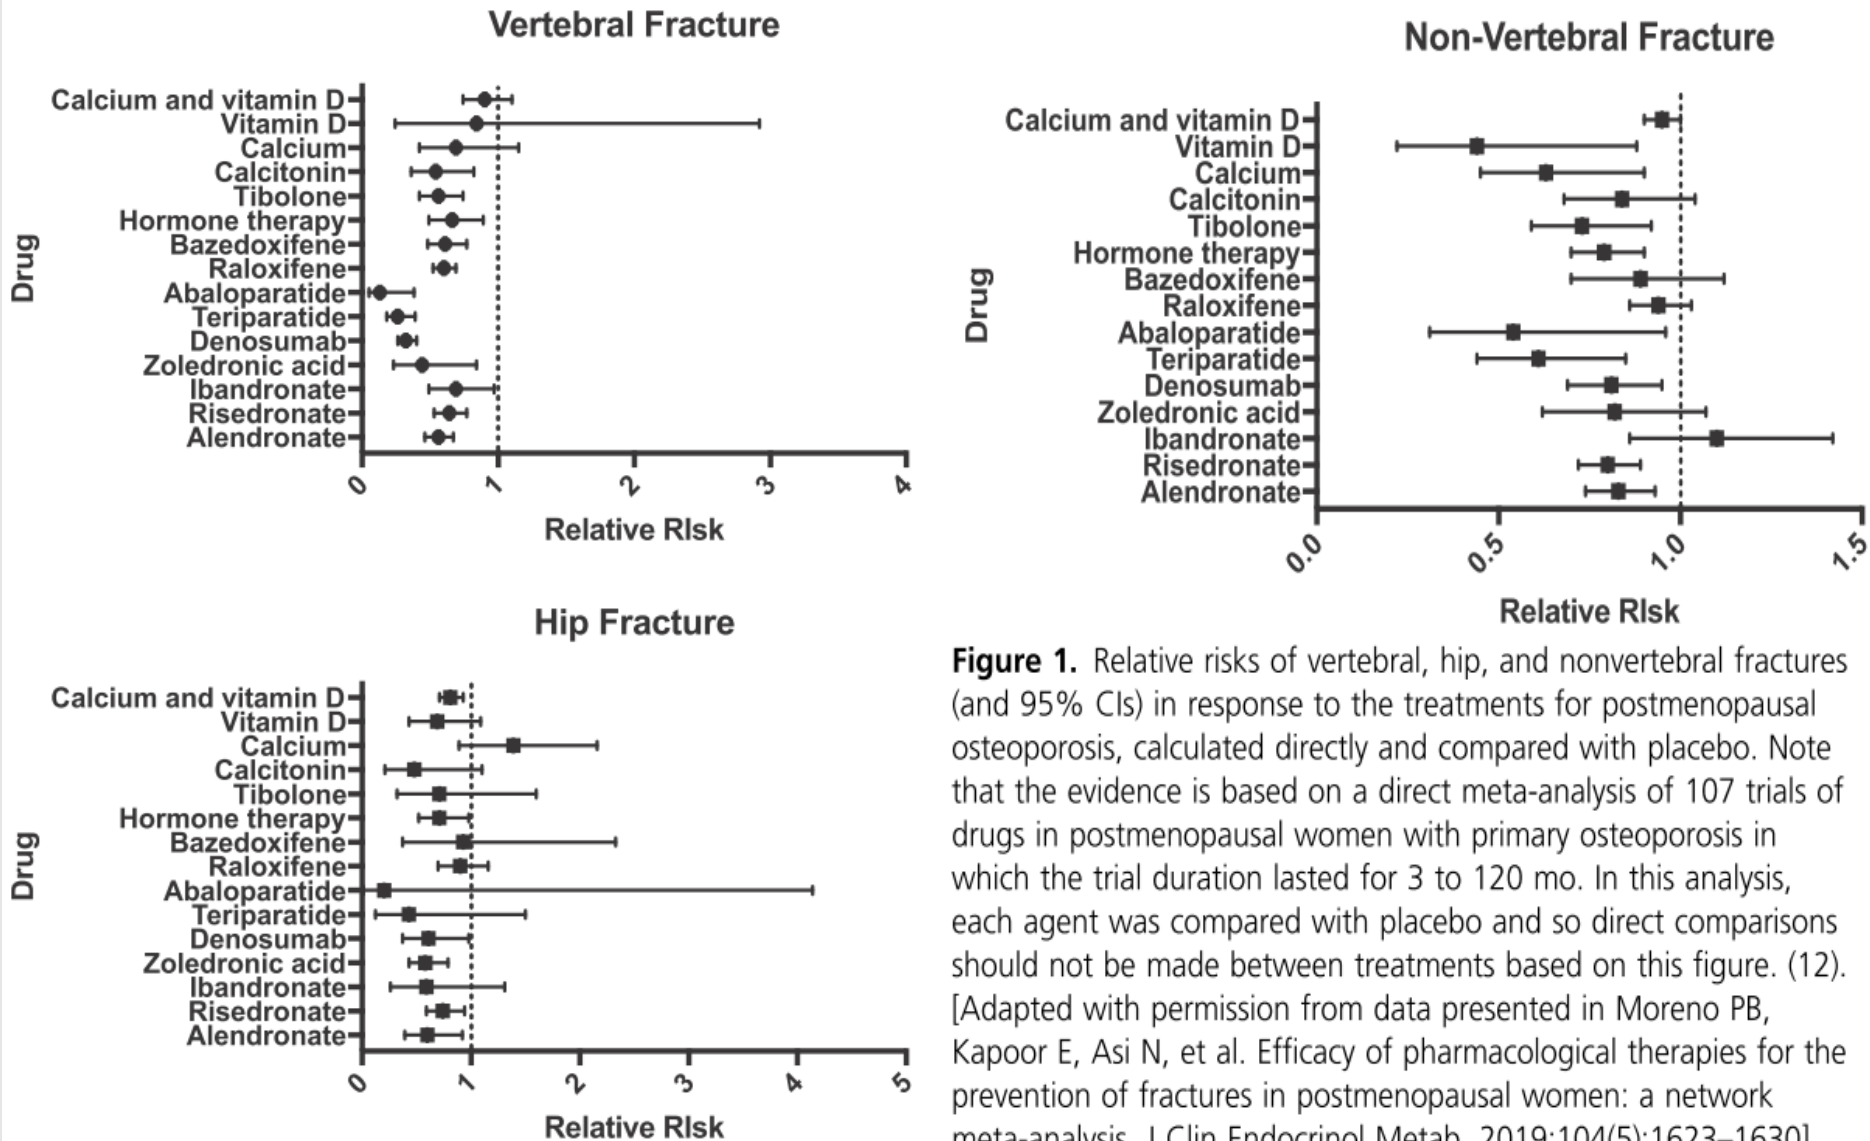 Vertebral Fracture
Drug
Calcium and vitamin D
Vitamin D
Calcium
Calcitonin
Tibolone
Hormone therapy
Bazedoxifene
Raloxifene
Abaloparatide
Teriparatide
Denosumab
Zoledronic acid
Ibandronate
Risedronate
Alendronate
0 1 2 3 4
Relative RIsk
Non-Vertebral Fracture
Drug
Calcium and vitamin D
Vitamin D
Calcium
Calcitonin
Tibolone
Hormone therapy
Bazedoxifene
Raloxifene
Abaloparatide
Teriparatide
Denosumab
Zoledronic acid
Ibandronate
Risedronate
Alendronate
0.0 0.5 1.0 1.5
Relative RIsk
Hip Fracture
Drug
Calcium and vitamin D
Vitamin D
Calcium
Calcitonin
Tibolone
Hormone therapy
Bazedoxifene
Raloxifene
Abaloparatide
Teriparatide
Denosumab
Zoledronic acid
Ibandronate
Risedronate
Alendronate
0 1 2 3 4 5
Relative RIsk
Figure 1. Relative risks of vertebral, hip, and nonvertebral fractures
(and 95% CIs) in response to the treatments for postmenopausal
osteoporosis, calculated directly and compared with placebo. Note
that the evidence is based on a direct meta-analysis of 107 trials of
drugs in postmenopausal women with primary osteoporosis in
which the trial duration lasted for 3 to 120 mo. In this analysis,
each agent was compared with placebo and so direct comparisons
should not be made between treatments based on this figure. (12).
[Adapted with permission from data presented in Moreno PB,
Kapoor E, Asi N, et al. Efficacy of pharmacological therapies for the
prevention of fractures in postmenopausal women: a network
meta-analysis. J Clin Endocrinol Metab. 2019;104(5):1623–1630]